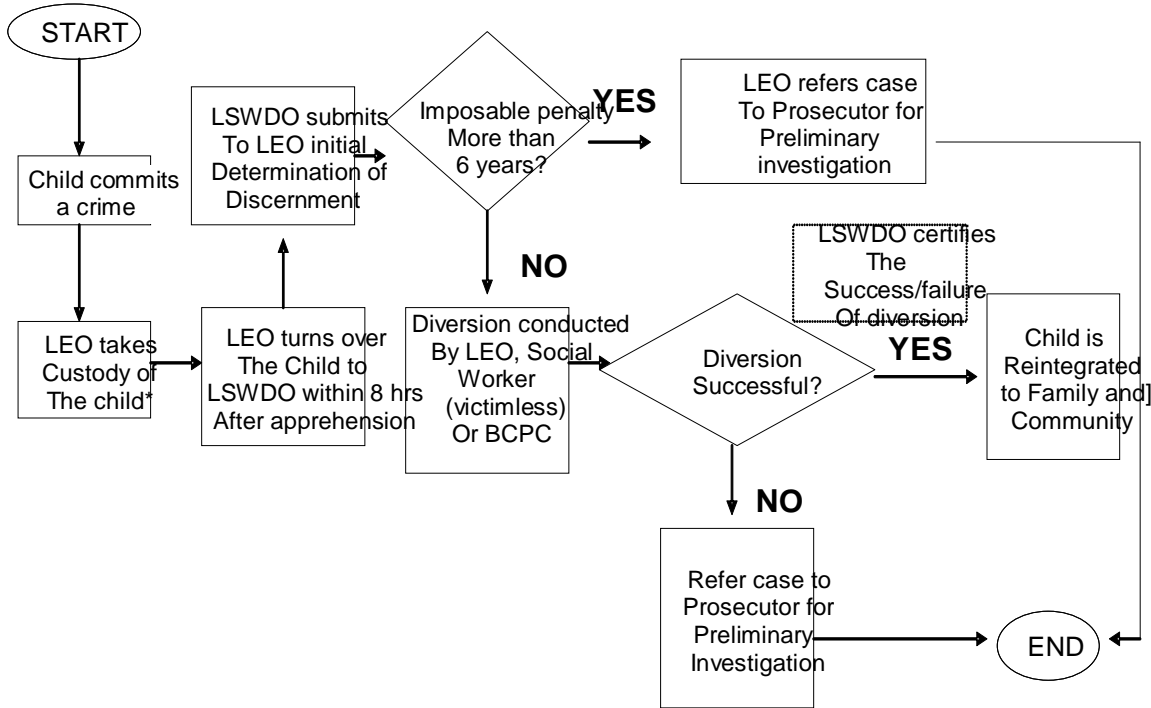 START
Child commits
a crime
LEO takes
Custody of
The child*
LEO turns over
The Child to
LSWDO within 8 hrs
After apprehension
LSWDO submits
To LEO initial
Determination of
Discernment
Imposable penalty
More than
6 years?
YES
LEO refers case
To Prosecutor for
Preliminary
investigation
NO
Diversion conducted
By LEO, Social
Worker
(victimless)
Or BCPC
Diversion
Successful?
LSWDO certifies
The
Success/failure
Of diversion
YES
Child is
Reintegrated
to Family and]
Community
NO
Refer case to
Prosecutor for
Preliminary
Investigation
END